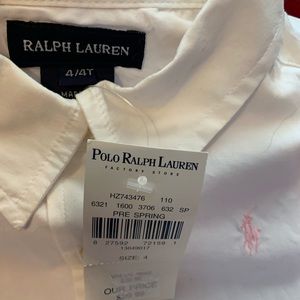 RALPH LAUREN
4/4T
POLO RALPH LAUREN
FACTORY STORE
HZ743476 110
6321 1600 3706 632 SP
PRE SPRING
13649017
SIZE: 4
OUR PRICE